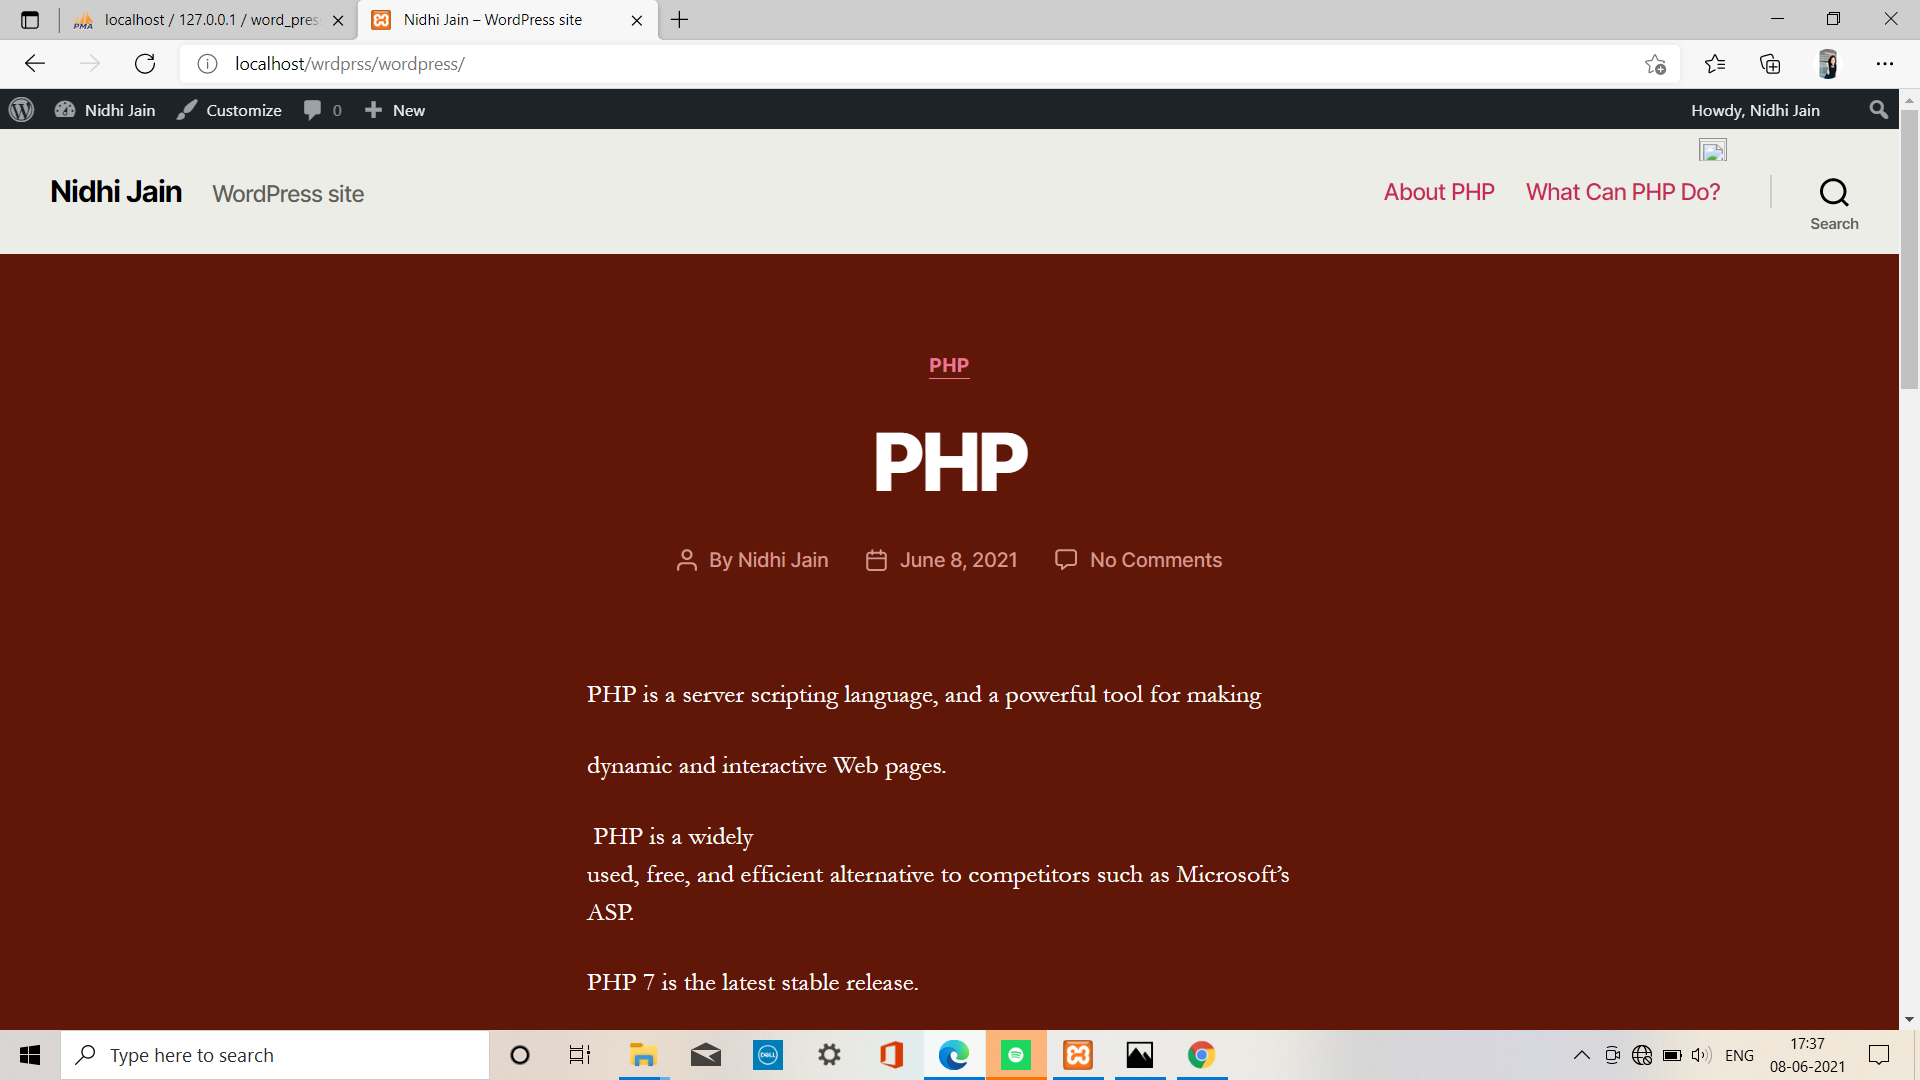 localhost / 127.0.0.1 / word_pres
Nidhi Jain – WordPress site
localhost/wrdprss/wordpress/
Nidhi Jain
Customize
0
New
Howdy, Nidhi Jain
Nidhi Jain
WordPress site
About PHP
What Can PHP Do?
Search
PHP
PHP
By Nidhi Jain
June 8, 2021
No Comments
PHP is a server scripting language, and a powerful tool for making
dynamic and interactive Web pages.
PHP is a widely
used, free, and efficient alternative to competitors such as Microsoft’s
ASP.
PHP 7 is the latest stable release.
Type here to search
DELL
ENG
17:37
08-06-2021